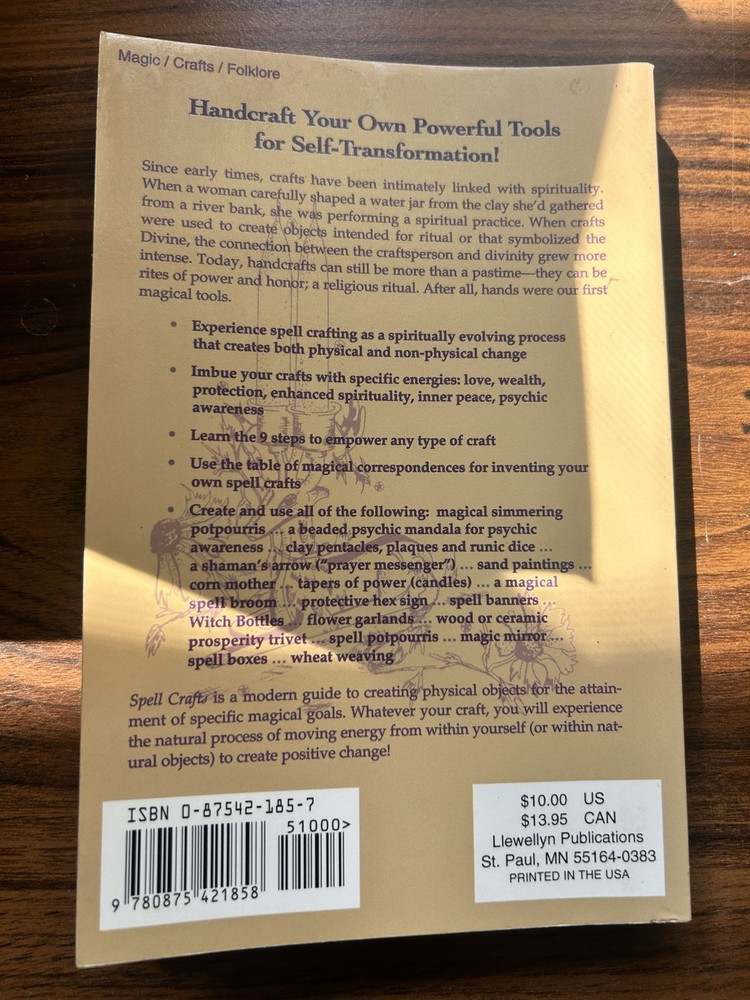 Magic / Crafts / Folklore
Handcraft Your Own Powerful Tools
for Self-Transformation!
Since early times, crafts have been intimately linked with spirituality.
When a woman carefully shaped a water jar from the clay she'd gathered
from a river bank, she was performing a spiritual practice. When crafts
were used to create objects intended for ritual or that symbolized the
Divine, the connection between the craftsperson and divinity grew more
intense. Today, handcrafts can still be more than a pastime—they can be
rites of power and honor; a religious ritual. After all, hands were our first
magical tools.
• Experience spell crafting as a spiritually evolving process
that creates both physical and non-physical change
• Imbue your crafts with specific energies: love, wealth,
protection, enhanced spirituality, inner peace, psychic
awareness
• Learn the 9 steps to empower any type of craft
• Use the table of magical correspondences for inventing your
own spell crafts
• Create and use all of the following: magical simmering
potpourris ... a beaded psychic mandala for psychic
awareness ... clay pentacles, plaques and runic dice ...
a shaman's arrow ("prayer messenger") ... sand paintings ...
corn mother ... tapers of power (candles) ... a magical
spell broom ... protective hex sign ... spell banners ...
Witch Bottles ... flower garlands ... wood or ceramic
prosperity trivet ... spell potpourris ... magic mirror ...
spell boxes ... wheat weaving
Spell Crafts is a modern guide to creating physical objects for the attain-
ment of specific magical goals. Whatever your craft, you will experience
the natural process of moving energy from within yourself (or within nat-
ural objects) to create positive change!
ISBN 0-87542-185-7
51000>
9 780875 421858
$10.00 US
$13.95 CAN
Llewellyn Publications
St. Paul, MN 55164-0383
PRINTED IN THE USA